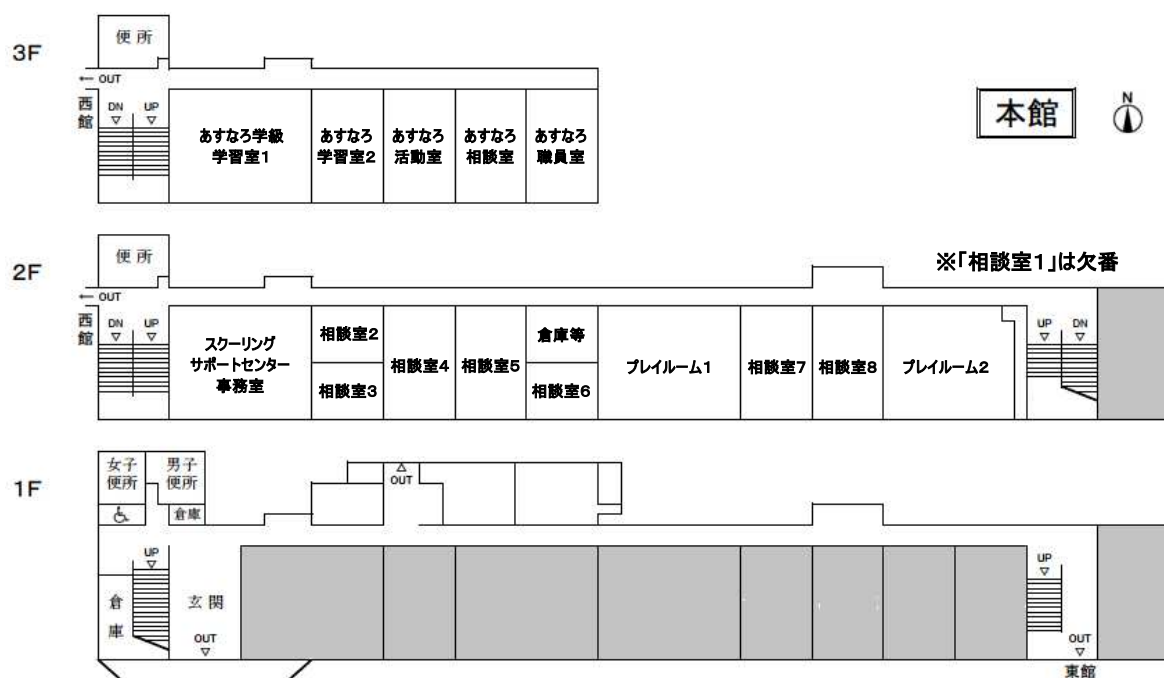 3F
便所
← OUT
西館
DN
UP
あすなろ学級
学習室1
あすなろ
学習室2
あすなろ
活動室
あすなろ
相談室
あすなろ
職員室
本館
N
2F
便所
※「相談室1」は欠番
← OUT
西館
DN
UP
スクーリング
サポートセンター
事務室
相談室2
相談室3
相談室4
相談室5
倉庫等
相談室6
プレイルーム1
相談室7
相談室8
プレイルーム2
UP
DN
1F
女子
便所
男子
便所
倉庫
OUT
UP
倉庫
玄関
OUT
UP
OUT
東館